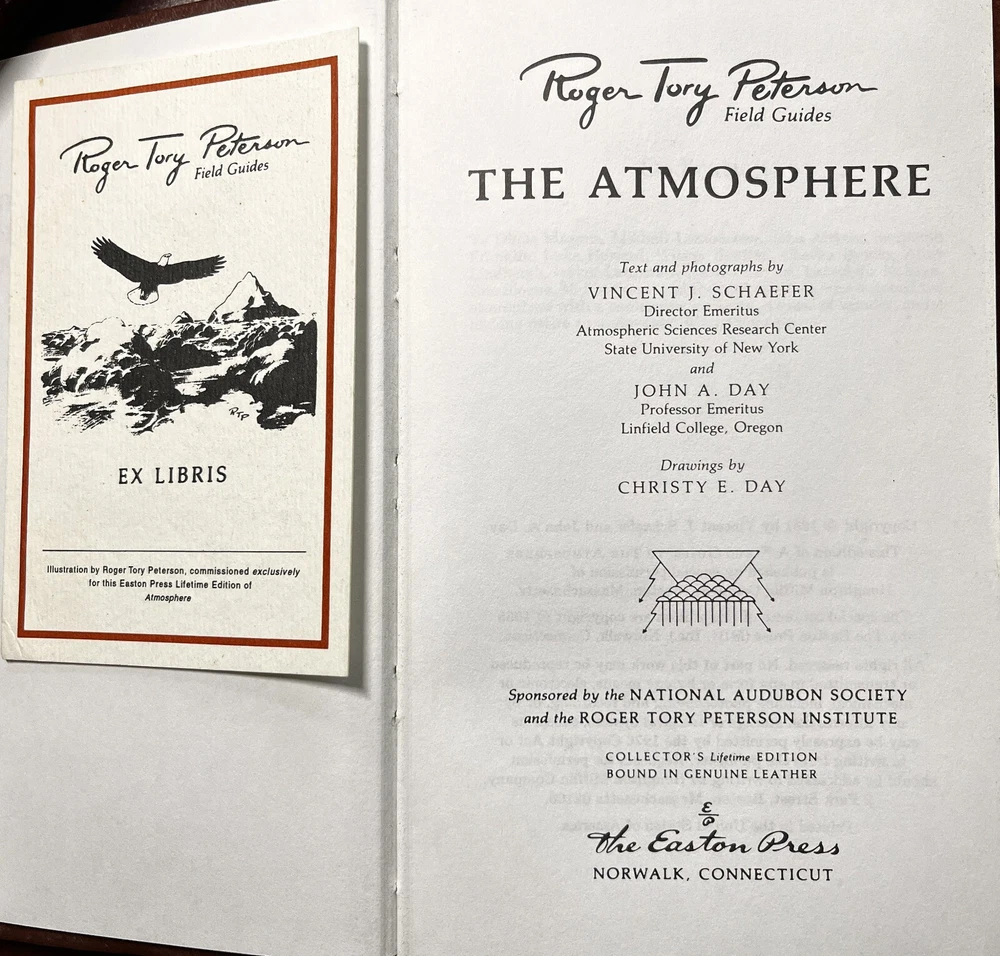 Roger Tory Peterson
Field Guides
RTP
EX LIBRIS
Illustration by Roger Tory Peterson, commissioned exclusively
for this Easton Press Lifetime Edition of
Atmosphere
Roger Tory Peterson
Field Guides
THE ATMOSPHERE
Text and photographs by
VINCENT J. SCHAEFER
Director Emeritus
Atmospheric Sciences Research Center
State University of New York
and
JOHN A. DAY
Professor Emeritus
Linfield College, Oregon
Drawings by
CHRISTY E. DAY
Sponsored by the NATIONAL AUDUBON SOCIETY
and the ROGER TORY PETERSON INSTITUTE
COLLECTOR'S Lifetime EDITION
BOUND IN GENUINE LEATHER
E
P
The Easton Press
NORWALK, CONNECTICUT